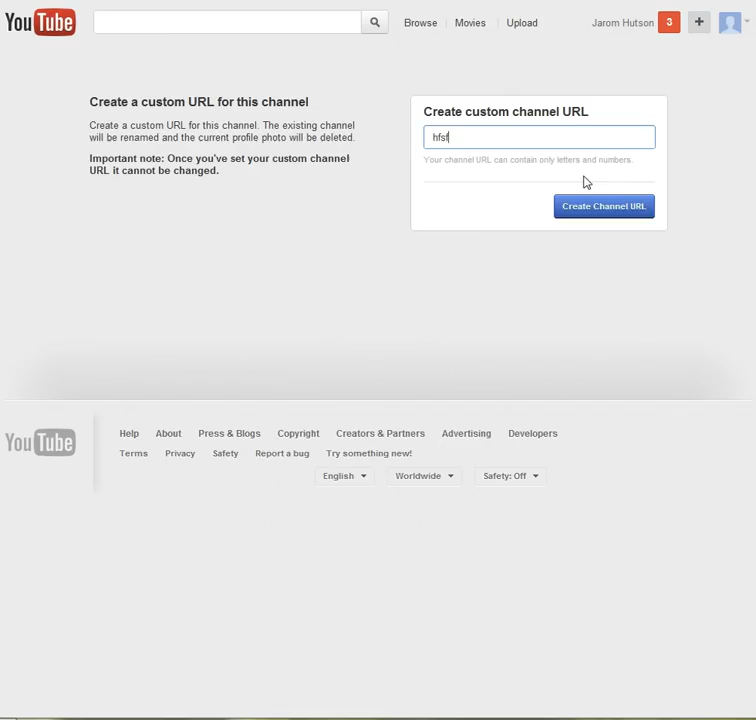 YouTube
Browse
Movies
Upload
Jarom Hutson
3
+
Create a custom URL for this channel
Create a custom URL for this channel. The existing channel
will be renamed and the current profile photo will be deleted.
Important note: Once you've set your custom channel
URL it cannot be changed.
Create custom channel URL
hfsf
Your channel URL can contain only letters and numbers.
Create Channel URL
YouTube
Help About Press & Blogs Copyright Creators & Partners Advertising Developers
Terms Privacy Safety Report a bug Try something new!
English Worldwide Safety: Off